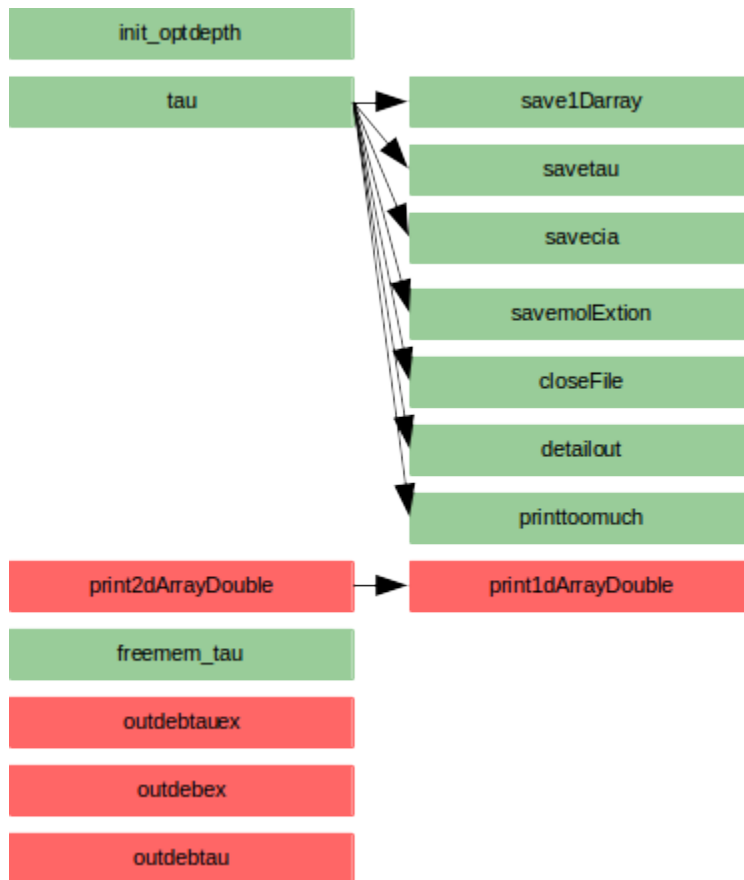 init_optdepth
tau
save1Darray
savetau
savecia
savemolExtion
closeFile
detailout
printtoomuch
print2dArrayDouble
print1dArrayDouble
freemem_tau
outdebtauex
outdebex
outdebtau